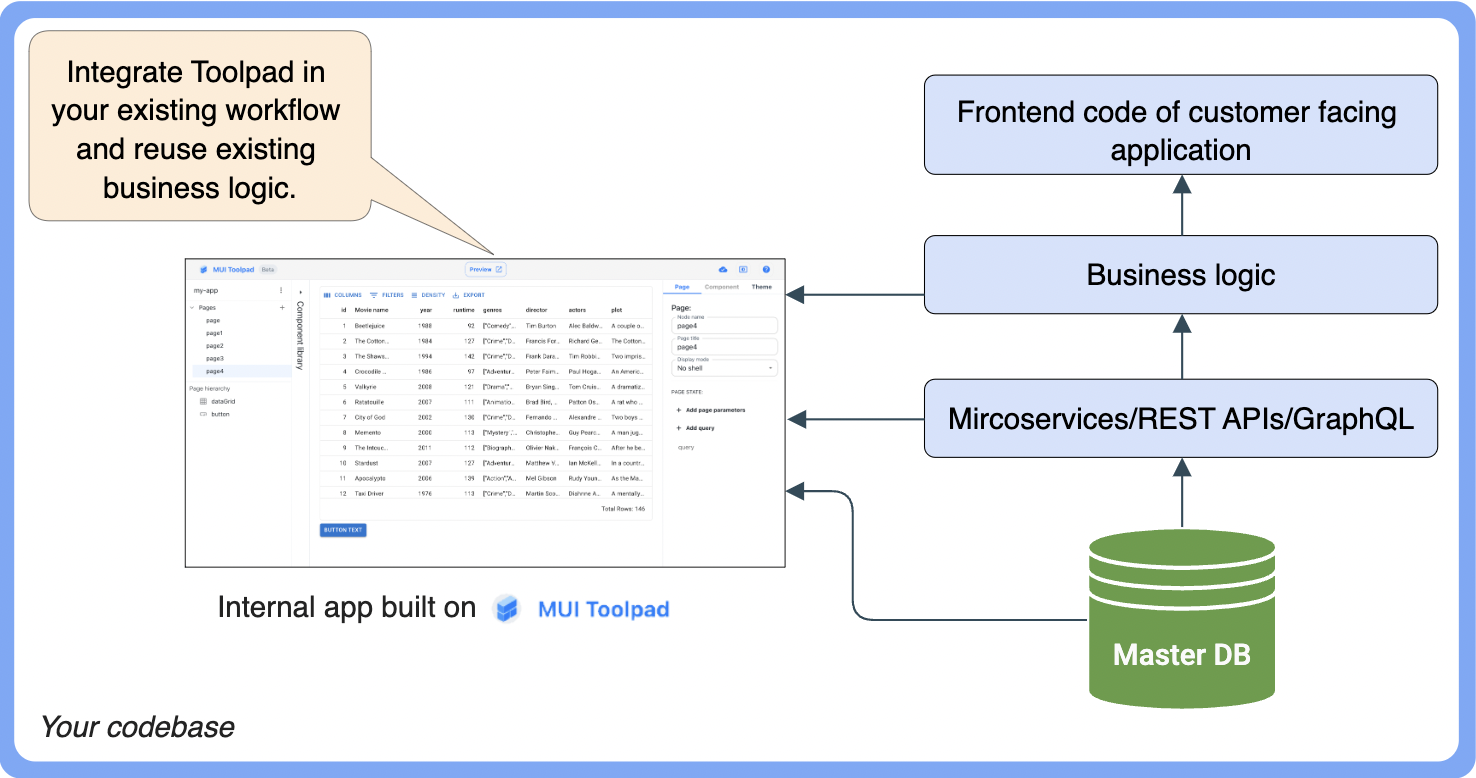 Integrate Toolpad in
your existing workflow
and reuse existing
business logic.
Frontend code of customer facing
application
Business logic
Mircoservices/REST APIs/GraphQL
Master DB
MUI Toolpad Beta
Preview
my-app
Pages
page
page1
page2
page3
page4
Page hierarchy
dataGrid
button
Component library
COLUMNS FILTERS DENSITY EXPORT
id Movie name year runtime genres director actors plot
1 Beetlejuice 1988 92 ["Comedy"... Tim Burton Alec Baldw... A couple o...
2 The Cotton... 1984 127 ["Crime","D... Francis For... Richard Ge... The Cotton...
3 The Shaws... 1994 142 ["Crime","D... Frank Dara... Tim Robbi... Two impris...
4 Crocodile ... 1986 97 ["Adventur... Peter Faim... Paul Hoga... An Americ...
5 Valkyrie 2008 121 ["Drama",... Bryan Sing... Tom Cruis... A dramatiz...
6 Ratatouille 2007 111 ["Animatio... Brad Bird, ... Patton Os... A rat who ...
7 City of God 2002 130 ["Crime","D... Fernando ... Alexandre ... Two boys ...
8 Memento 2000 113 ["Mystery",... Christophe... Guy Pearc... A man jug...
9 The Intouc... 2011 112 ["Biograph... Olivier Nak... François C... After he be...
10 Stardust 2007 127 ["Adventur... Matthew V... Ian McKell... In a countr...
11 Apocalypto 2006 139 ["Action","A... Mel Gibson Rudy Youn... As the Ma...
12 Taxi Driver 1976 113 ["Crime","D... Martin Sco... Diahnne A... A mentally...
Total Rows: 146
BUTTON TEXT
Page Component Theme
Page:
Node name
page4
Page title
page4
Display mode
No shell
PAGE STATE:
+ Add page parameters
+ Add query
query
Internal app built on MUI Toolpad
Your codebase